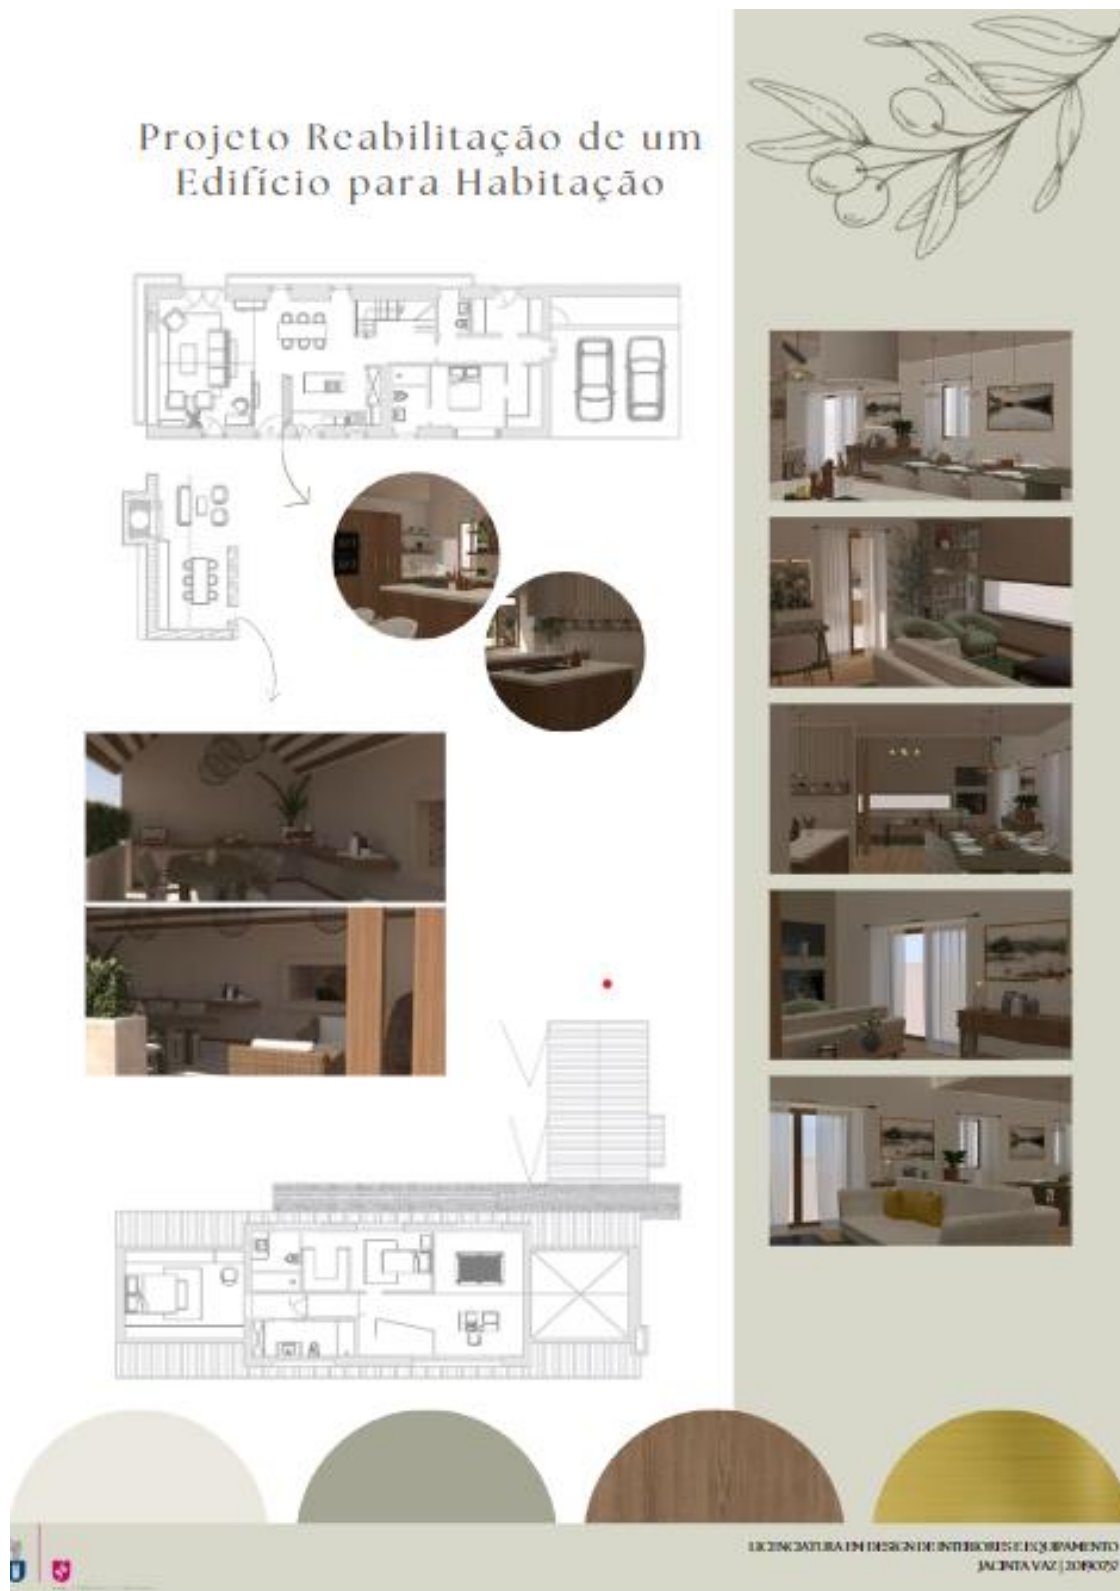 Projeto Reabilitação de um
Edifício para Habitação
LICENCIATURA EM DESIGN DE INTERIORES E EQUIPAMENTO
JACINTA VAZ |